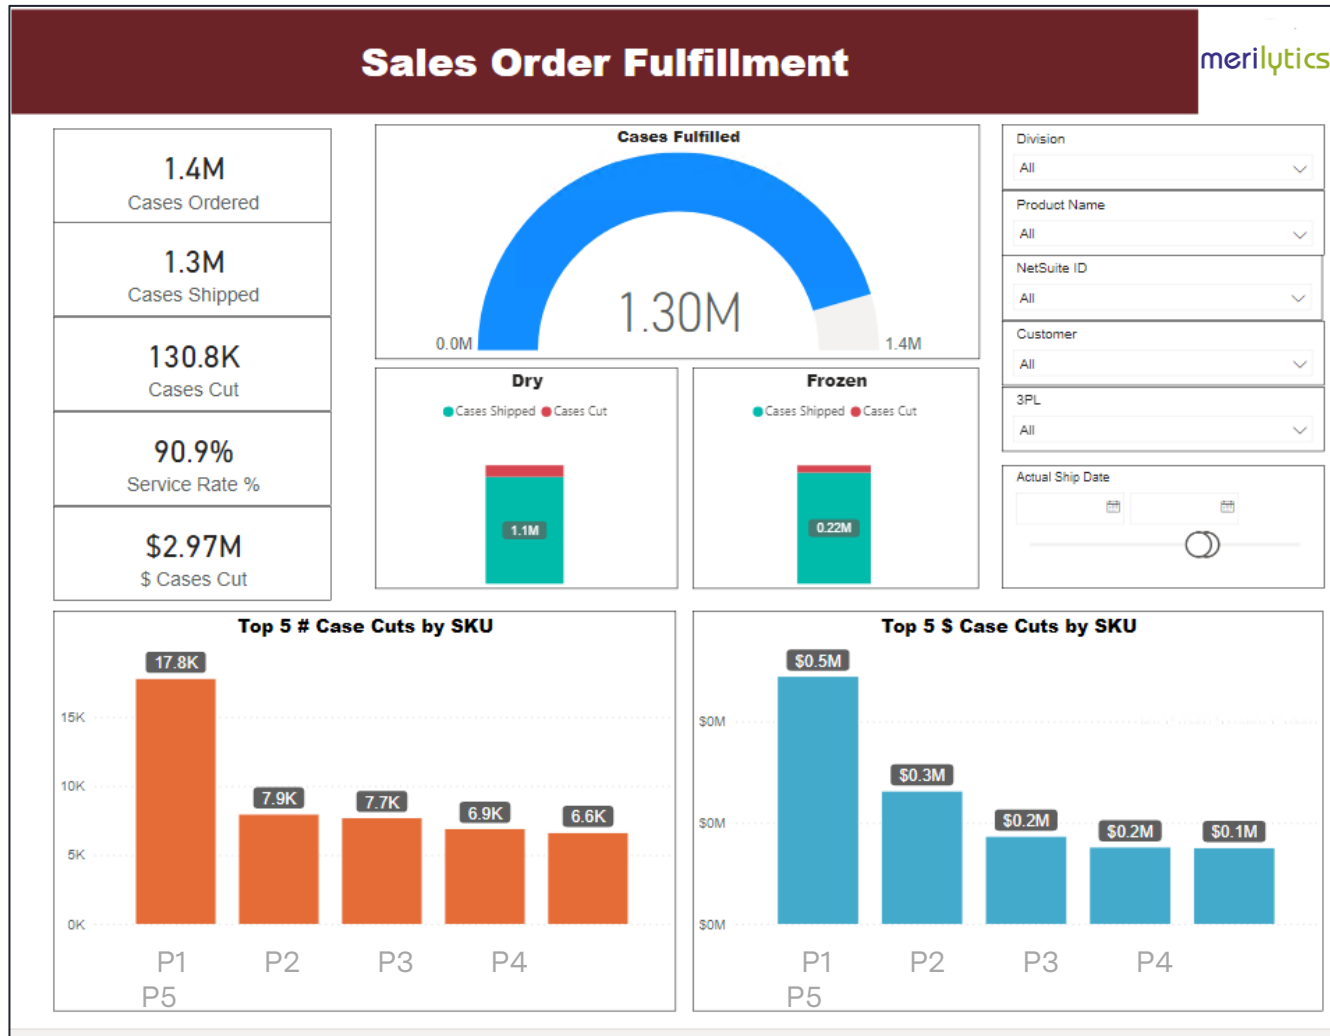 Sales Order Fulfillment
merilytics
1.4M
Cases Ordered
1.3M
Cases Shipped
130.8K
Cases Cut
90.9%
Service Rate %
$2.97M
$ Cases Cut
Cases Fulfilled
1.30M
0.0M
1.4M
Dry
Cases Shipped Cases Cut
1.1M
Frozen
Cases Shipped Cases Cut
0.22M
Division
All
Product Name
All
NetSuite ID
All
Customer
All
3PL
All
Actual Ship Date
Top 5 # Case Cuts by SKU
17.8K
15K
10K
7.9K
7.7K
6.9K
6.6K
5K
0K
P1 P2 P3 P4
P5
Top 5 $ Case Cuts by SKU
$0.5M
$0M
$0.3M
$0M
$0.2M
$0.2M
$0.1M
$0M
P1 P2 P3 P4
P5